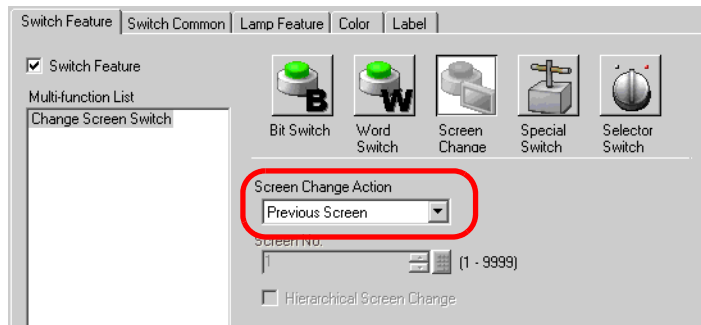 Switch Feature Switch Common Lamp Feature Color Label
Switch Feature
Multi-function List
Change Screen Switch
B W
Bit Switch Word Switch Screen Change Special Switch Selector Switch
Screen Change Action
Previous Screen
Screen No.
1 (1 - 9999)
Hierarchical Screen Change